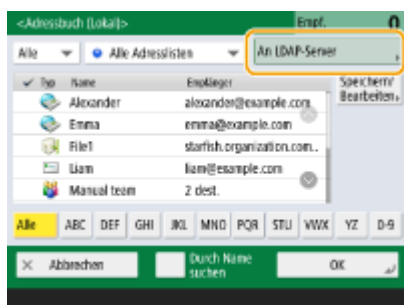 <Adressbuch (Lokal)> Empf. 0
Alle Alle Adresslisten An LDAP-Server
Typ Name Empfänger Speichern/
Bearbeiten
Alexander alexander@example.com
Emma emma@example.com
File1 starfish.organization.com..
Liam liam@example.com
Manual team 2 dest.
Alle ABC DEF GHI JKL MNO PQR STU VWX YZ 0-9
Abbrechen Durch Name
suchen OK